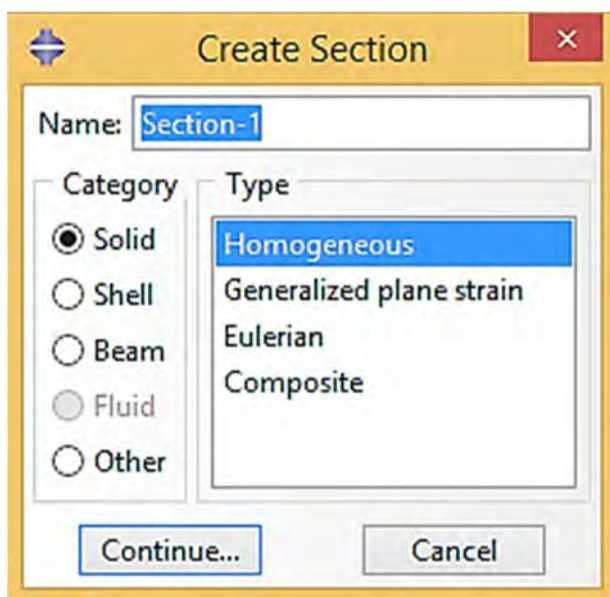 Create Section
Name: Section-1
Category
Solid
Shell
Beam
Fluid
Other
Type
Homogeneous
Generalized plane strain
Eulerian
Composite
Continue... Cancel